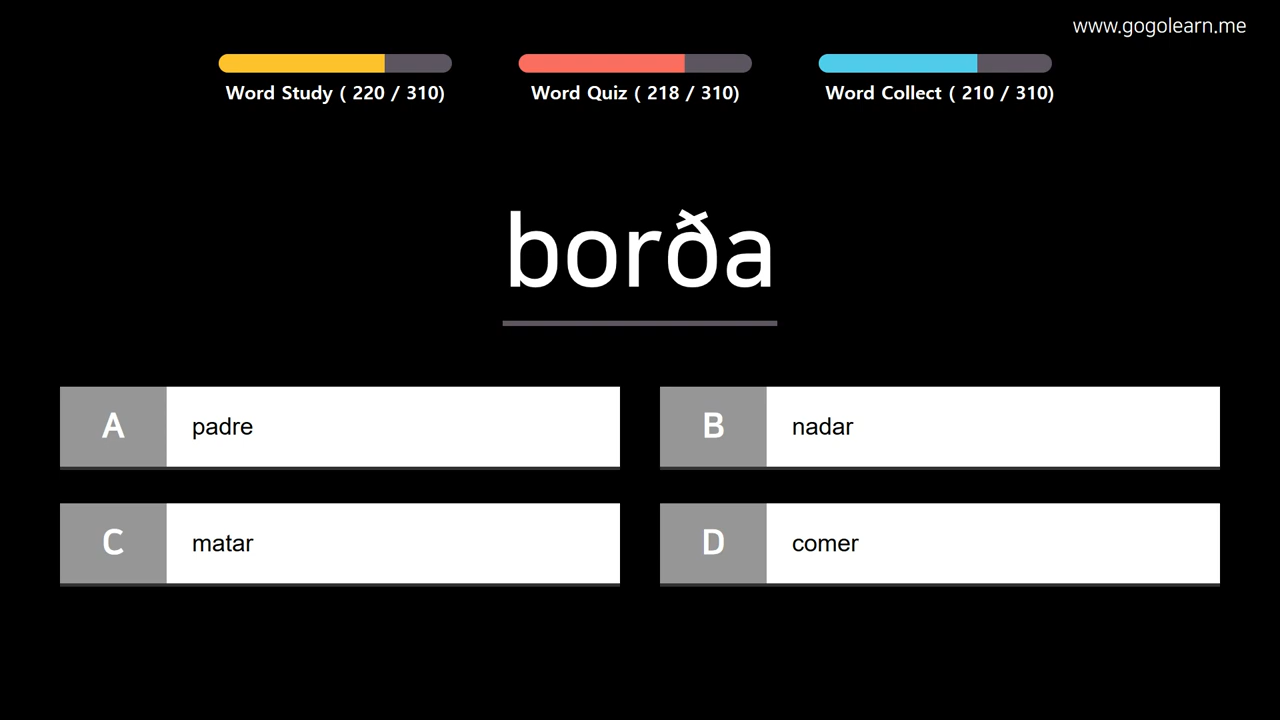 www.gogolearn.me
Word Study ( 220 / 310)
Word Quiz ( 218 / 310)
Word Collect ( 210 / 310)
borða
A padre
B nadar
C matar
D comer